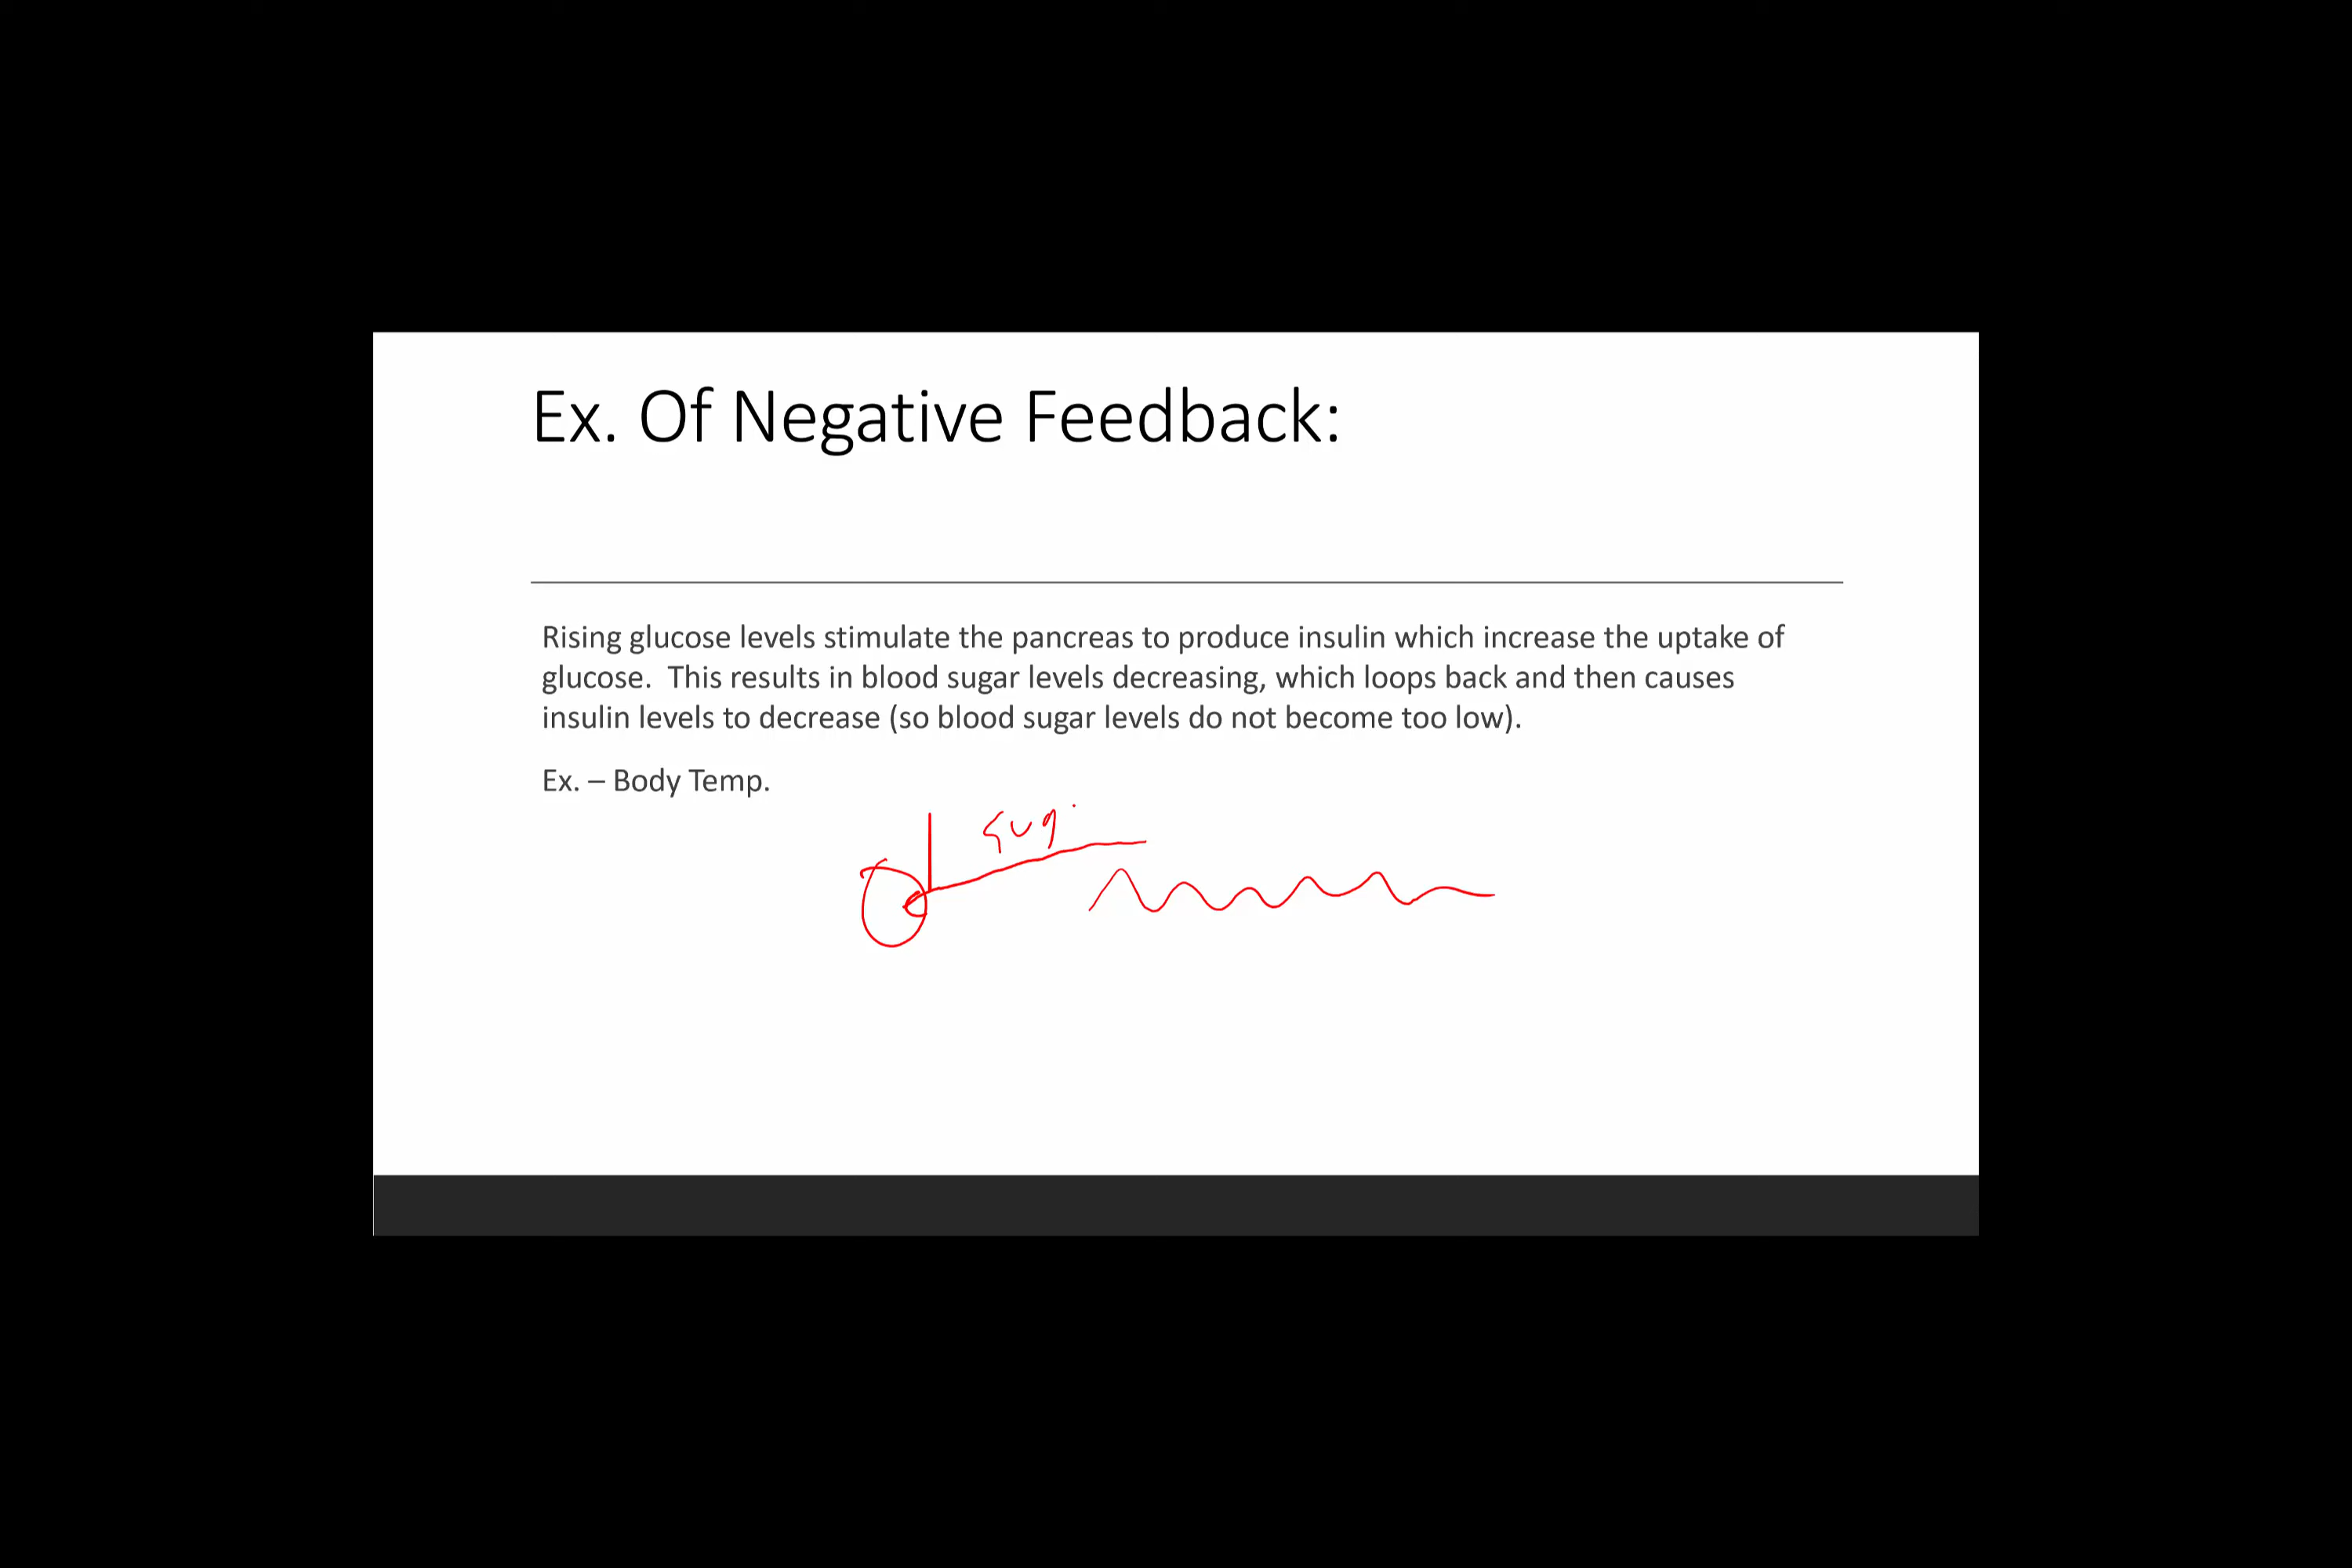 Ex. Of Negative Feedback:
Rising glucose levels stimulate the pancreas to produce insulin which increase the uptake of
glucose.  This results in blood sugar levels decreasing, which loops back and then causes
insulin levels to decrease (so blood sugar levels do not become too low).
Ex. – Body Temp.
Sug